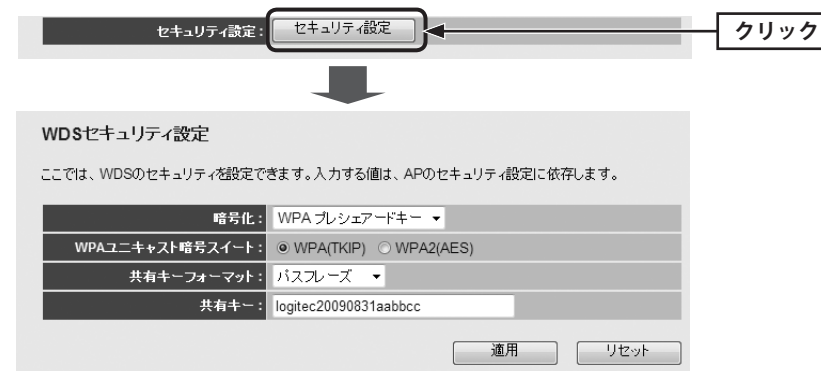 セキュリティ設定： セキュリティ設定
クリック
WDSセキュリティ設定
ここでは、WDSのセキュリティを設定できます。入力する値は、APのセキュリティ設定に依存します。
暗号化： WPA プレシェアードキー
WPAユニキャスト暗号スイート： WPA(TKIP) WPA2(AES)
共有キーフォーマット： パスフレーズ
共有キー： logitec20090831aabbcc
適用 リセット